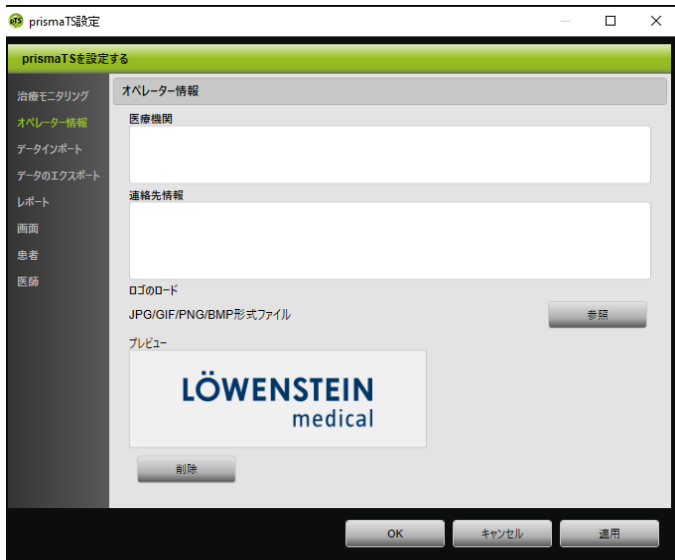 prismaTS設定
prismaTSを設定する
治療モニタリング
オペレーター情報
データインポート
データのエクスポート
レポート
画面
患者
医師
オペレーター情報
医療機関
連絡先情報
ロゴのロード
JPG/GIF/PNG/BMP形式ファイル
参照
プレビュー
LÖWENSTEIN
medical
削除
OK
キャンセル
適用